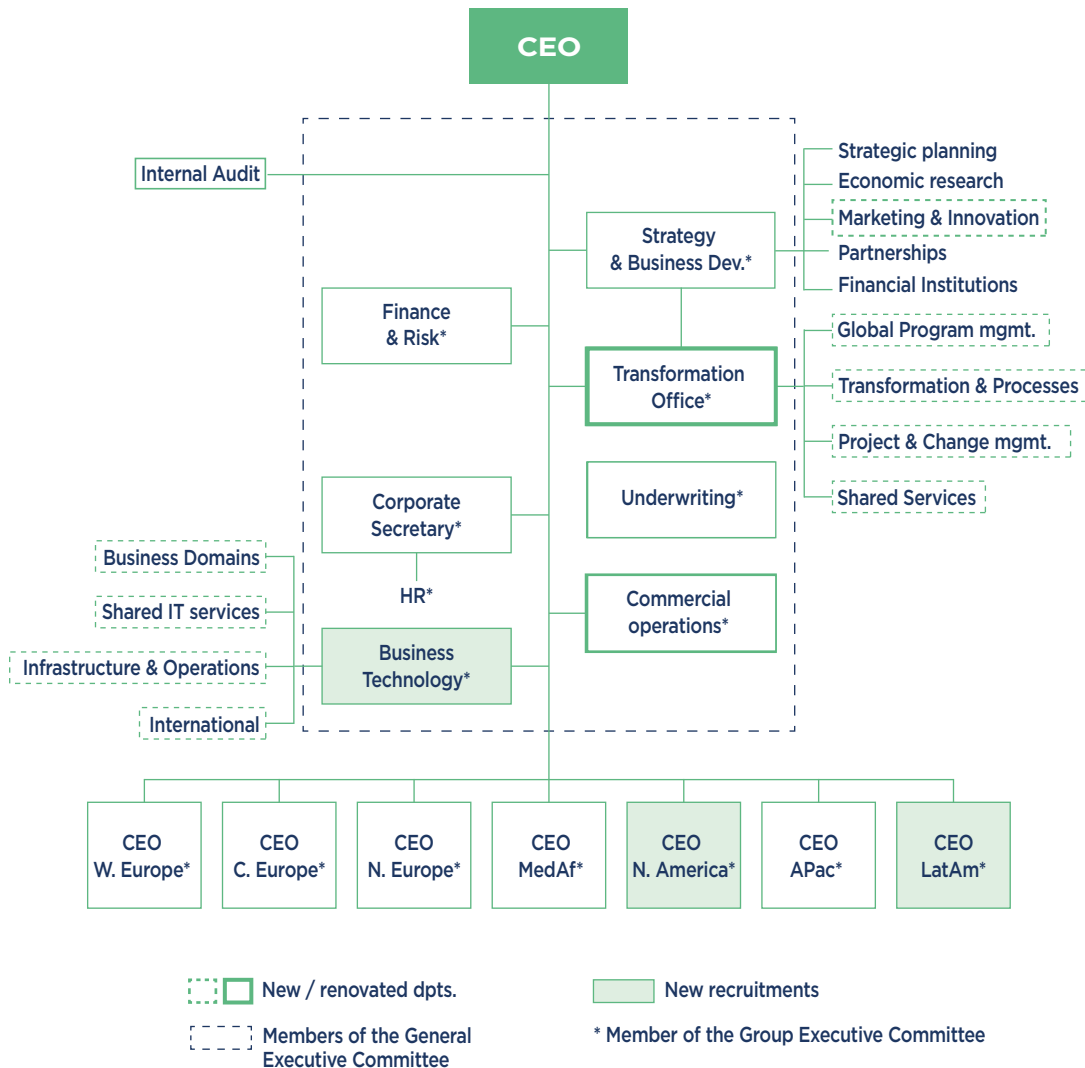 CEO
Internal Audit
Strategy
& Business Dev.*
Strategic planning
Economic research
Marketing & Innovation
Partnerships
Financial Institutions
Finance
& Risk*
Transformation
Office*
Global Program mgmt.
Transformation & Processes
Project & Change mgmt.
Shared Services
Corporate
Secretary*
HR*
Underwriting*
Business Domains
Shared IT services
Infrastructure & Operations
International
Business
Technology*
Commercial
operations*
CEO
W. Europe*
CEO
C. Europe*
CEO
N. Europe*
CEO
MedAf*
CEO
N. America*
CEO
APac*
CEO
LatAm*
New / renovated dpts.
New recruitments
Members of the General
Executive Committee
* Member of the Group Executive Committee